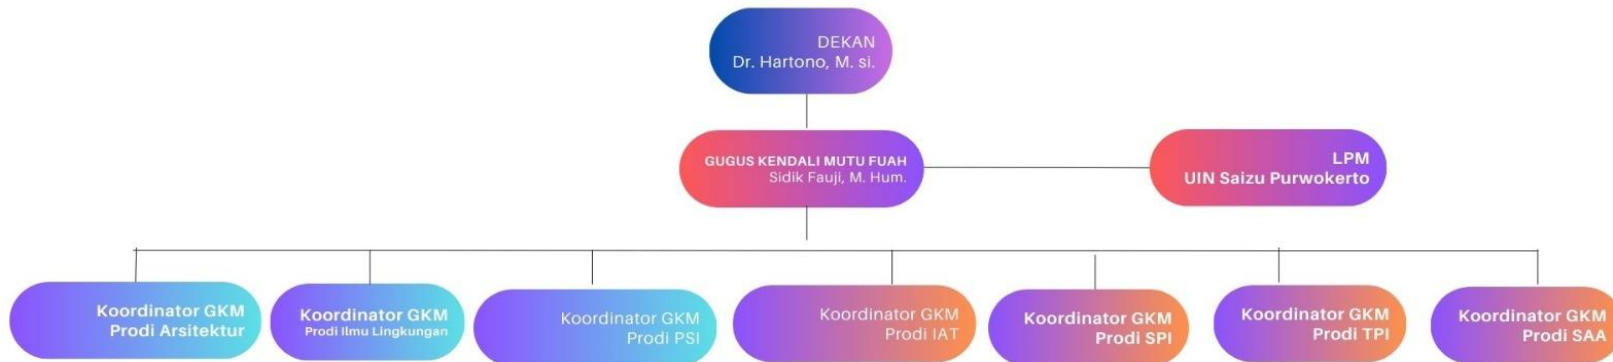 DEKAN
Dr. Hartono, M. si.
GUGUS KENDALI MUTU FUAH
Sidik Fauji, M. Hum.
LPM
UIN Saizu Purwokerto
Koordinator GKM
Prodi Arsitektur
Koordinator GKM
Prodi Ilmu Lingkungan
Koordinator GKM
Prodi PSI
Koordinator GKM
Prodi IAT
Koordinator GKM
Prodi SPI
Koordinator GKM
Prodi TPI
Koordinator GKM
Prodi SAA